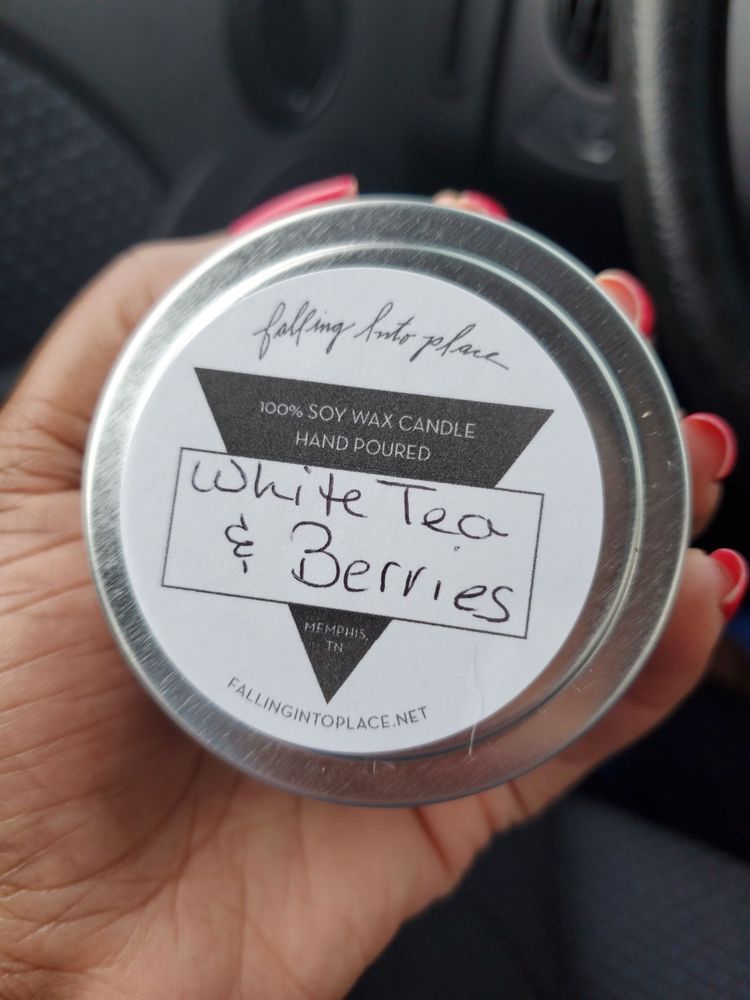 falling into place
100% SOY WAX CANDLE
HAND POURED
White Tea
& Berries
MEMPHIS,
TN
FALLINGINTOPLACE.NET